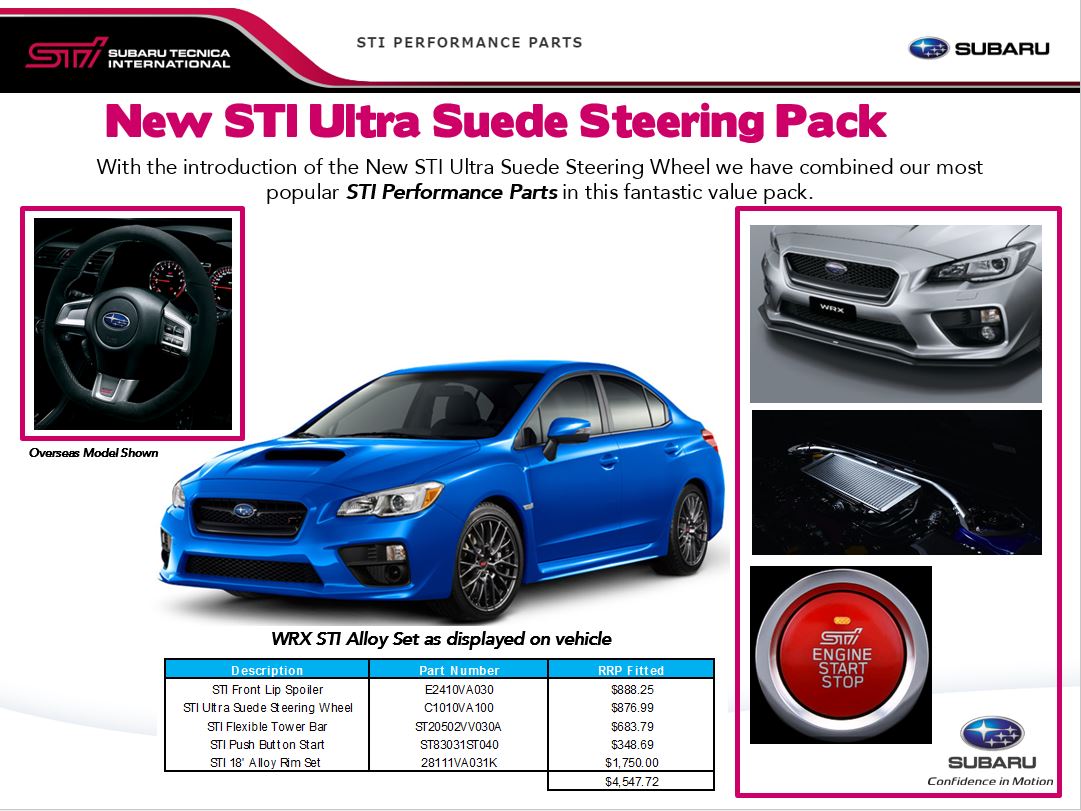 STI SUBARU TECNICA
INTERNATIONAL
STI PERFORMANCE PARTS
SUBARU
New STI Ultra Suede Steering Pack
With the introduction of the New STI Ultra Suede Steering Wheel we have combined our most
popular STI Performance Parts in this fantastic value pack.
WRX
Overseas Model Shown
STI
ENGINE
START
STOP
WRX STI Alloy Set as displayed on vehicle
Description Part Number RRP Fitted
STI Front Lip Spoiler E2410VA030 $888.25
STI Ultra Suede Steering Wheel C1010VA100 $876.99
STI Flexible Tower Bar ST20502VV030A $683.79
STI Push Button Start ST83031ST040 $348.69
STI 18' Alloy Rim Set 28111VA031K $1,750.00
$4,547.72
SUBARU
Confidence in Motion